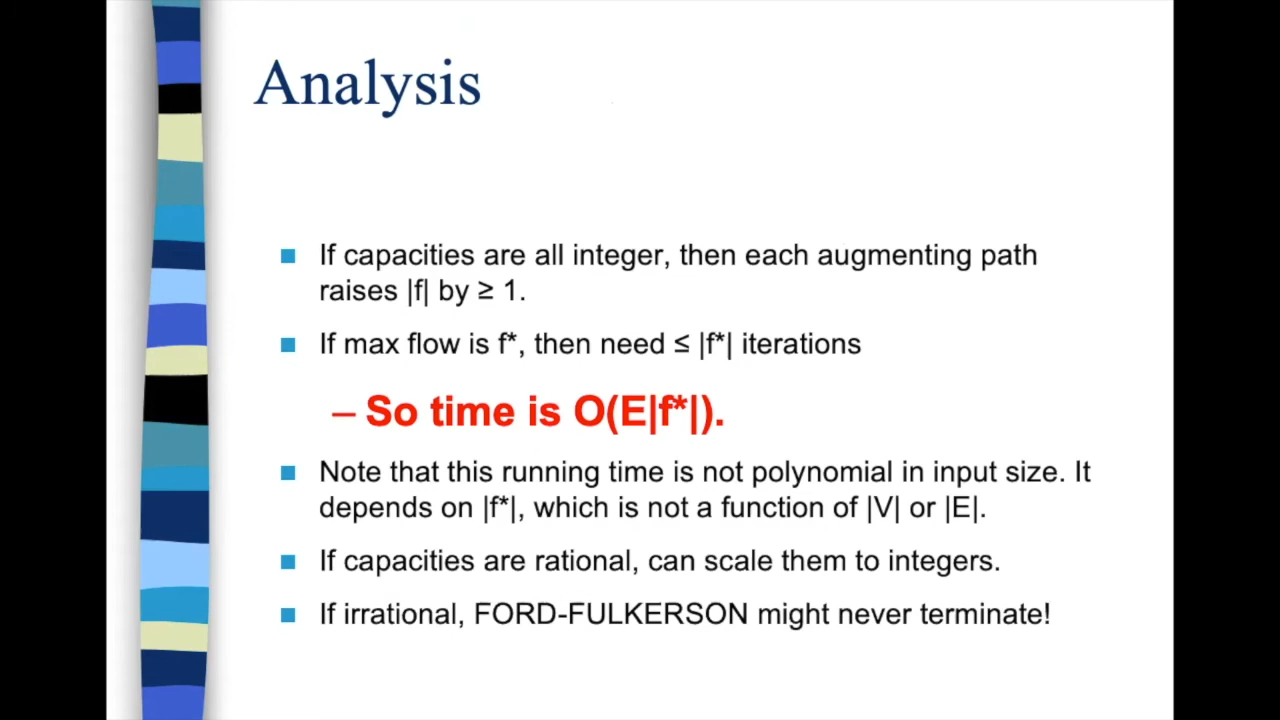 Analysis
If capacities are all integer, then each augmenting path
raises |f| by ≥ 1.
If max flow is f*, then need ≤ |f*| iterations
– So time is O(E|f*|).
Note that this running time is not polynomial in input size. It
depends on |f*|, which is not a function of |V| or |E|.
If capacities are rational, can scale them to integers.
If irrational, FORD-FULKERSON might never terminate!